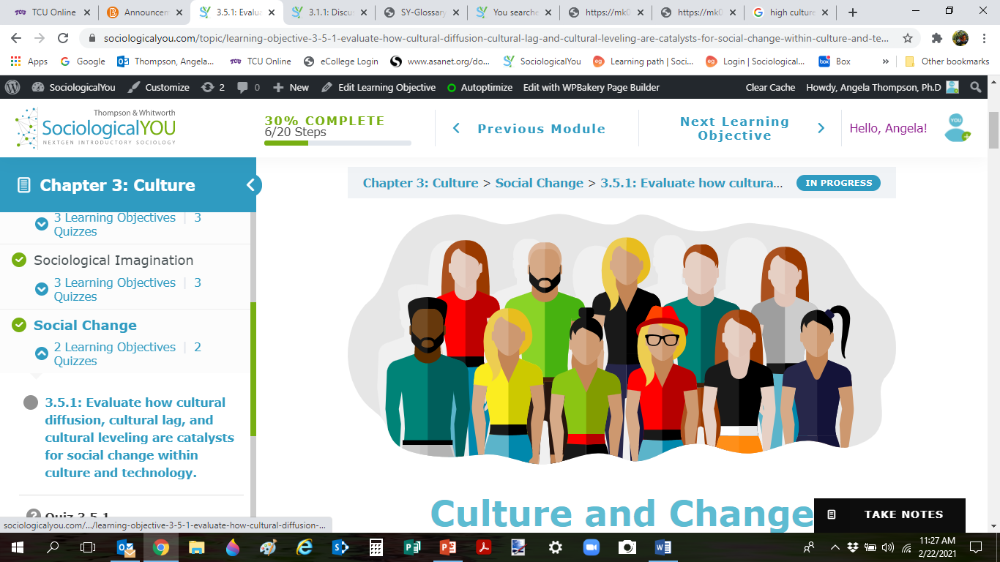 TCU TCU Online
Announcem
3.5.1: Evalua
3.1.1: Discu
SY-Glossary
You searche
https://mk0
https://mk0
high culture
sociologicalyou.com/topic/learning-objective-3-5-1-evaluate-how-cultural-diffusion-cultural-lag-and-cultural-leveling-are-catalysts-for-social-change-within-culture-and-te...
Apps
Google
Thompson, Angela...
TCU TCU Online
eCollege Login
www.asanet.org/do...
SociologicalYou
eg Learning path | Soci...
eg Login | Sociological...
box Box
»
Other bookmarks
SociologicalYou
Customize
2
0
New
Edit Learning Objective
Autoptimize
Edit with WPBakery Page Builder
Clear Cache
Howdy, Angela Thompson, Ph.D
Thompson & Whitworth
SociologicalYOU
NEXTGEN INTRODUCTORY SOCIOLOGY
30% COMPLETE
6/20 Steps
Previous Module
Next Learning
Objective
Hello, Angela!
YOU
Chapter 3: Culture
3 Learning Objectives | 3
Quizzes
Sociological Imagination
3 Learning Objectives | 3
Quizzes
Social Change
2 Learning Objectives | 2
Quizzes
3.5.1: Evaluate how cultural
diffusion, cultural lag, and
cultural leveling are catalysts
for social change within
culture and technology.
Quiz 3.5.1
Chapter 3: Culture > Social Change > 3.5.1: Evaluate how cultura...
IN PROGRESS
Culture and Change
TAKE NOTES
sociologicalyou.com/.../learning-objective-3-5-1-evaluate-how-cultural-diffusion-...
11:27 AM
2/22/2021